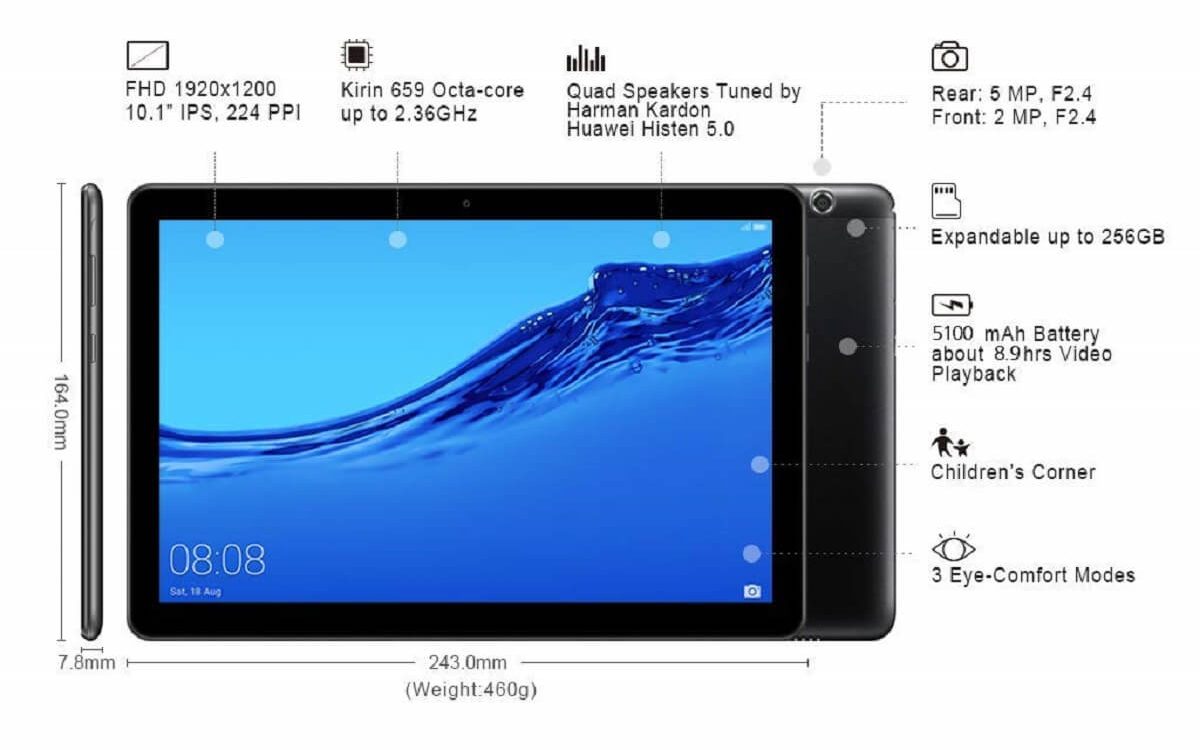 FHD 1920x1200
10.1" IPS, 224 PPI
Kirin 659 Octa-core
up to 2.36GHz
Quad Speakers Tuned by
Harman Kardon
Huawei Histen 5.0
Rear: 5 MP, F2.4
Front: 2 MP, F2.4
Expandable up to 256GB
5100 mAh Battery
about 8.9hrs Video
Playback
Children's Corner
3 Eye-Comfort Modes
164.0mm
08:08
Sat, 18 Aug
7.8mm
243.0mm
(Weight:460g)